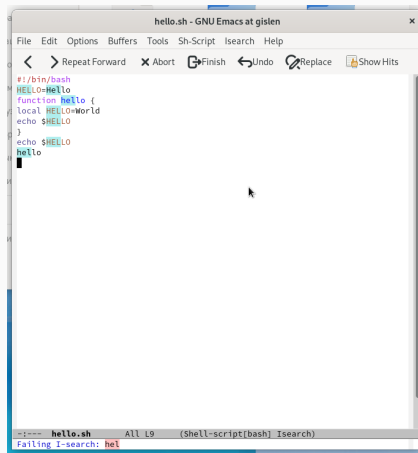 hello.sh - GNU Emacs at gislen ×
File Edit Options Buffers Tools Sh-Script Isearch Help
Repeat Forward Abort Finish Undo Replace Show Hits
#!/bin/bash
HELLO=Hello
function hello {
local HELLO=World
echo $HELLO
}
echo $HELLO
hello
-:--- hello.sh All L9 (Shell-script[bash] Isearch)
Failing I-search: hel